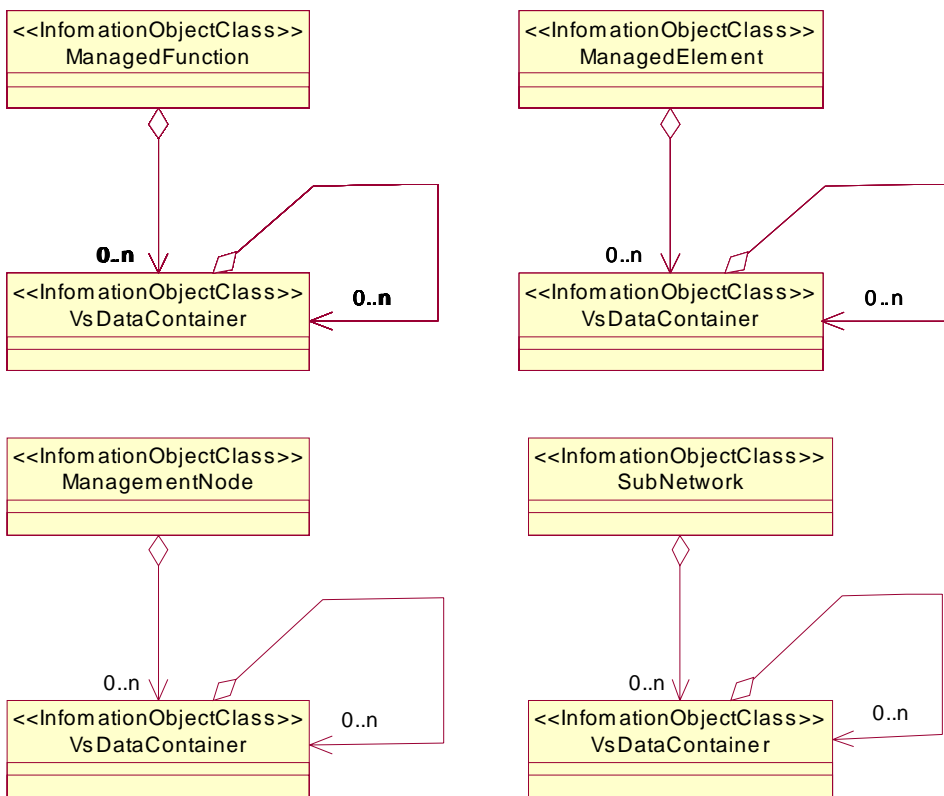 <<InfomationObjectClass>>
ManagedFunction
0..n
<<InfomationObjectClass>>
VsDataContainer
0..n
<<InfomationObjectClass>>
ManagedElement
0..n
<<InfomationObjectClass>>
VsDataContainer
0..n
<<InfomationObjectClass>>
ManagementNode
0..n
<<InfomationObjectClass>>
VsDataContainer
0..n
<<InfomationObjectClass>>
SubNetwork
0..n
<<InfomationObjectClass>>
VsDataContainer
0..n